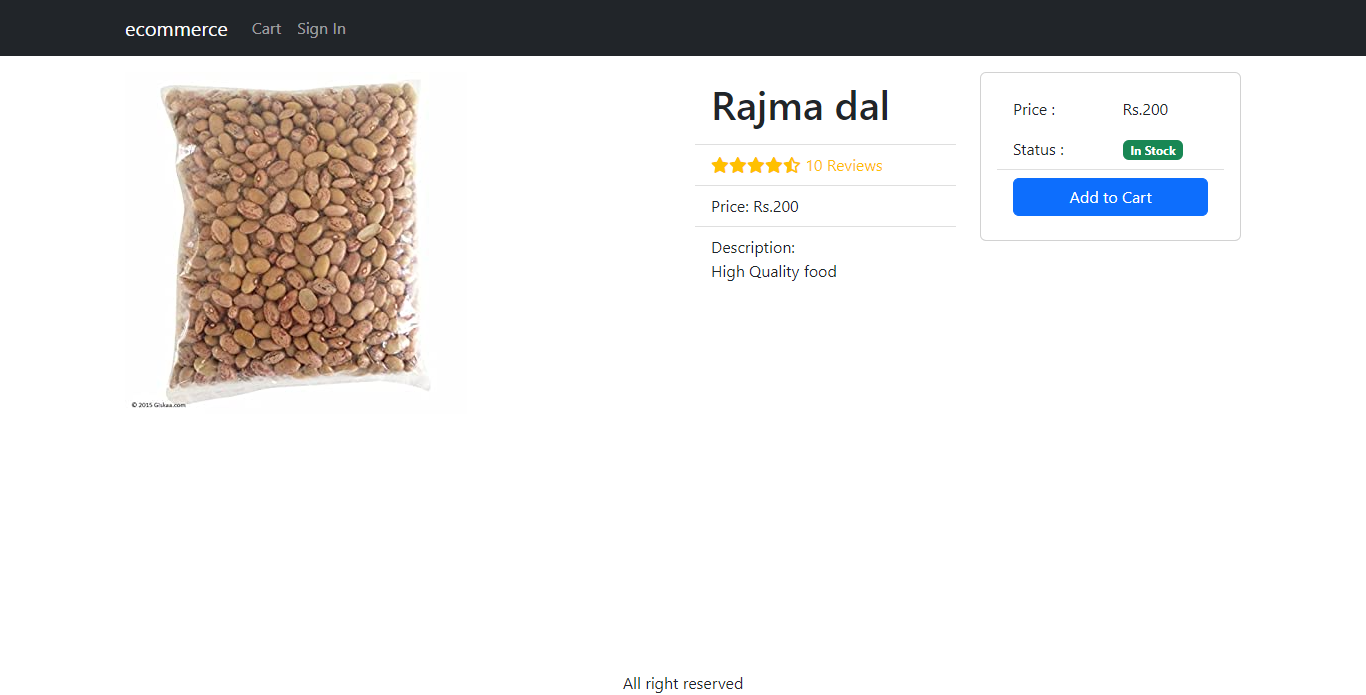 ecommerce Cart Sign In
Rajma dal
10 Reviews
Price: Rs.200
Description:
High Quality food
Price : Rs.200
Status : In Stock
Add to Cart
© 2015 Giskaa.com
All right reserved